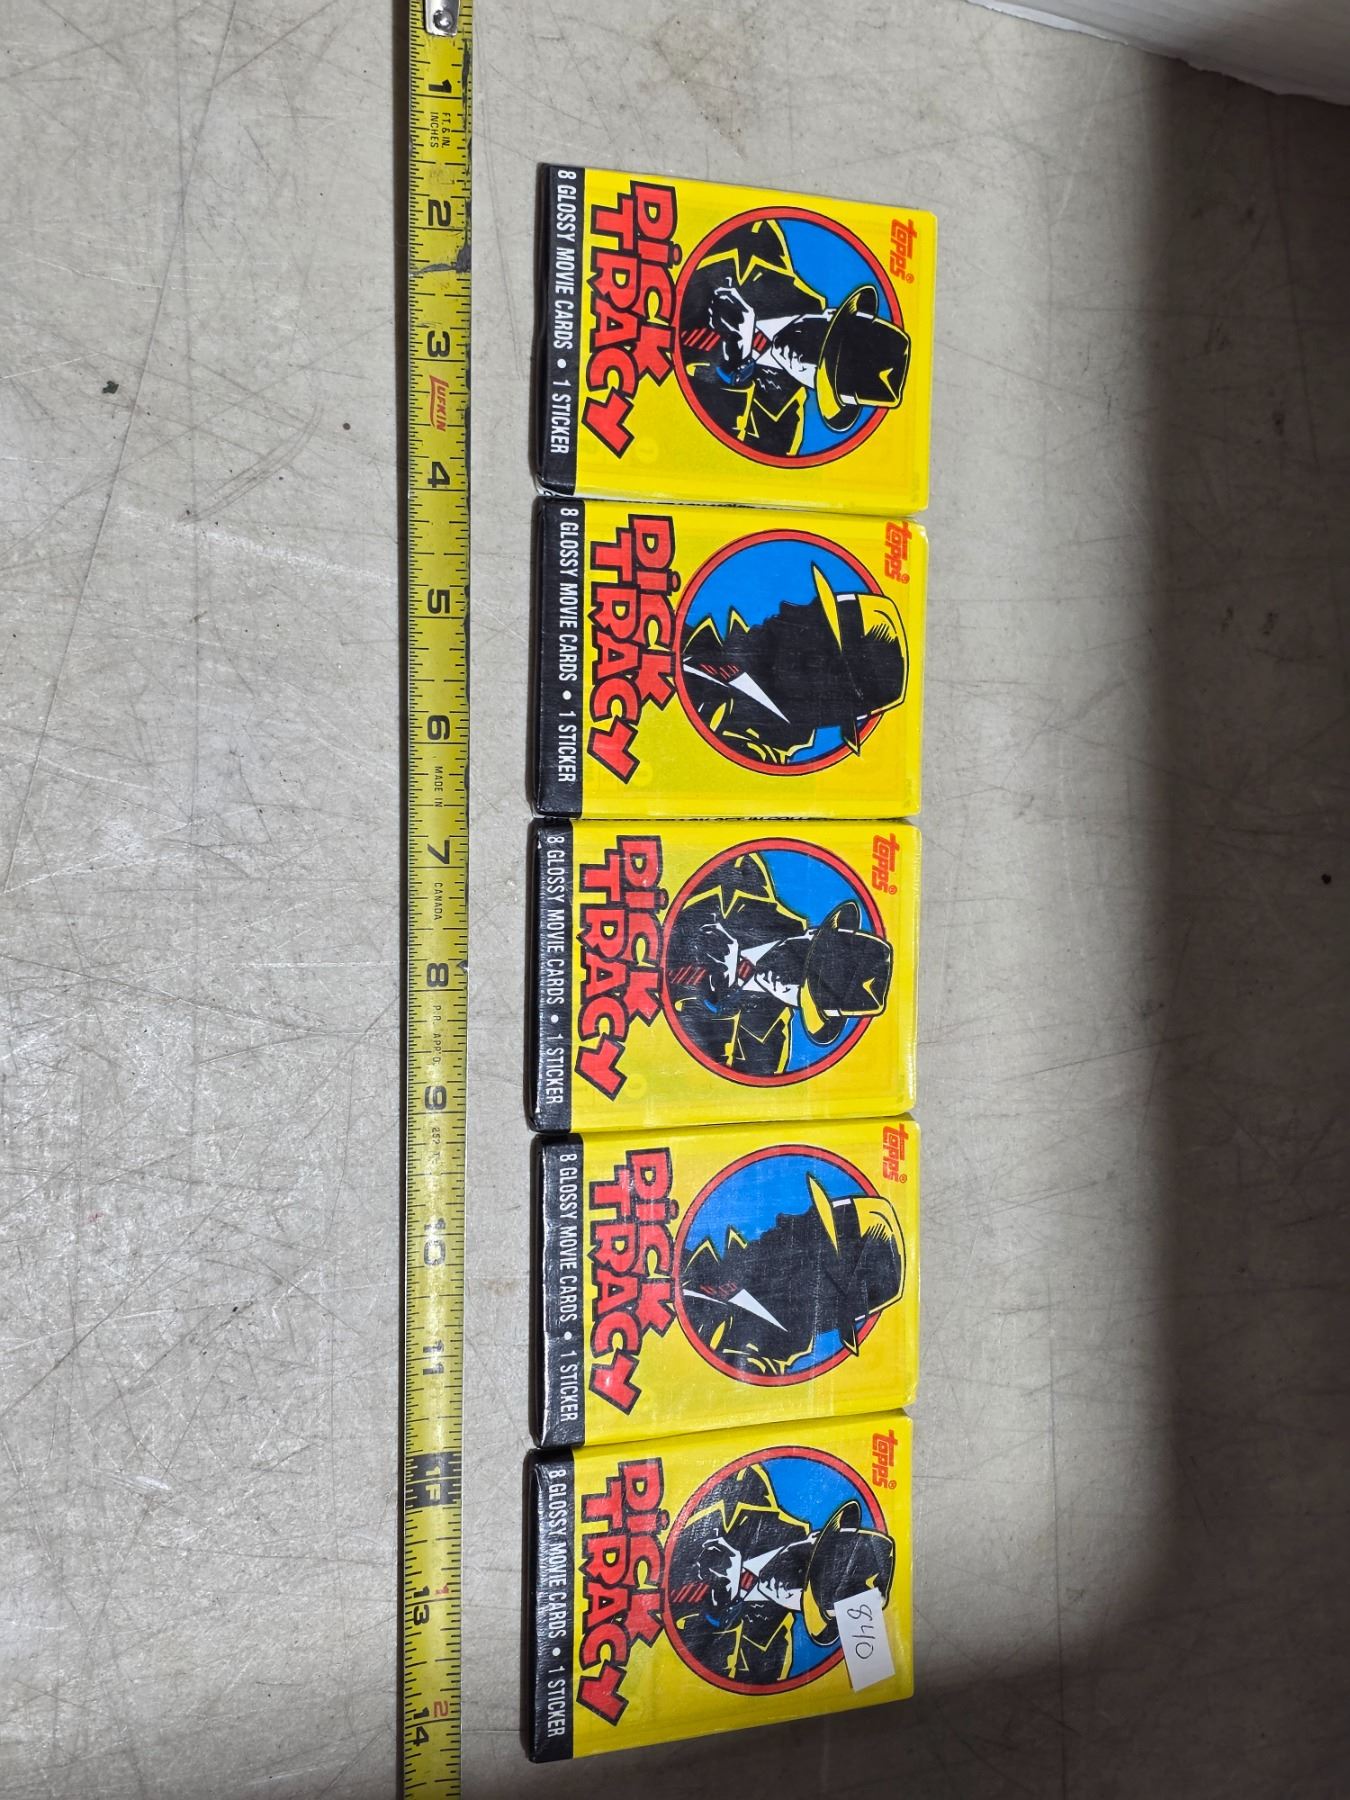 1
FT. & IN.
INCHES
2
3
LUFKIN
4
5
6
MADE IN
7
CANADA
8
P.R. APP'D.
9
10
11
1F
13
1
14
2
TOPPS®
DICK
TRACY
8 GLOSSY MOVIE CARDS • 1 STICKER
TOPPS®
DICK
TRACY
8 GLOSSY MOVIE CARDS • 1 STICKER
TOPPS®
DICK
TRACY
8 GLOSSY MOVIE CARDS • 1 STICKER
TOPPS®
DICK
TRACY
8 GLOSSY MOVIE CARDS • 1 STICKER
TOPPS®
DICK
TRACY
8 GLOSSY MOVIE CARDS • 1 STICKER
840